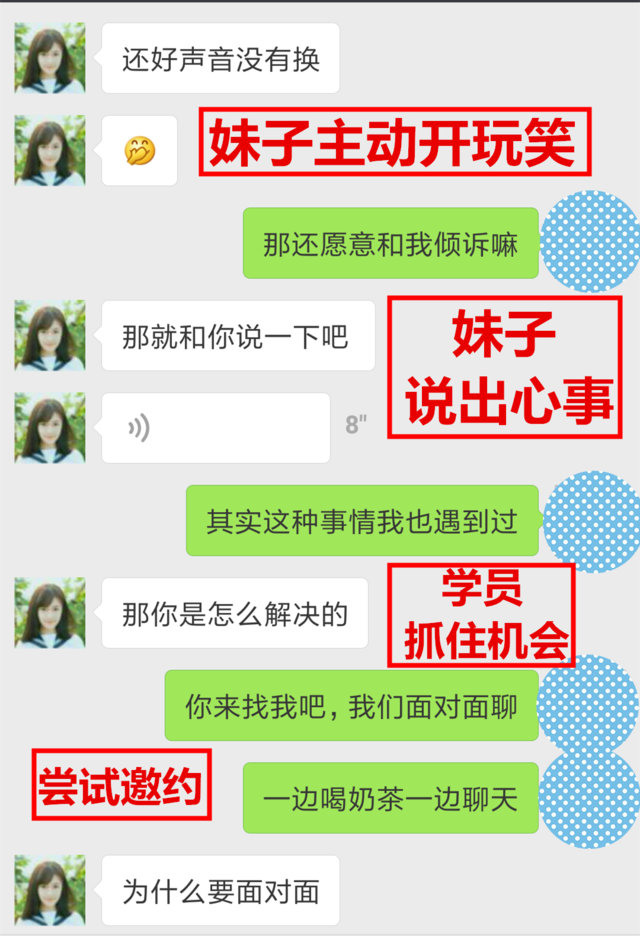 还好声音没有换
🤭
妹子主动开玩笑
那还愿意和我倾诉嘛
那就和你说一下吧
妹子
说出心事
8"
其实这种事情我也遇到过
那你是怎么解决的
学员
抓住机会
你来找我吧，我们面对面聊
尝试邀约
一边喝奶茶一边聊天
为什么要面对面